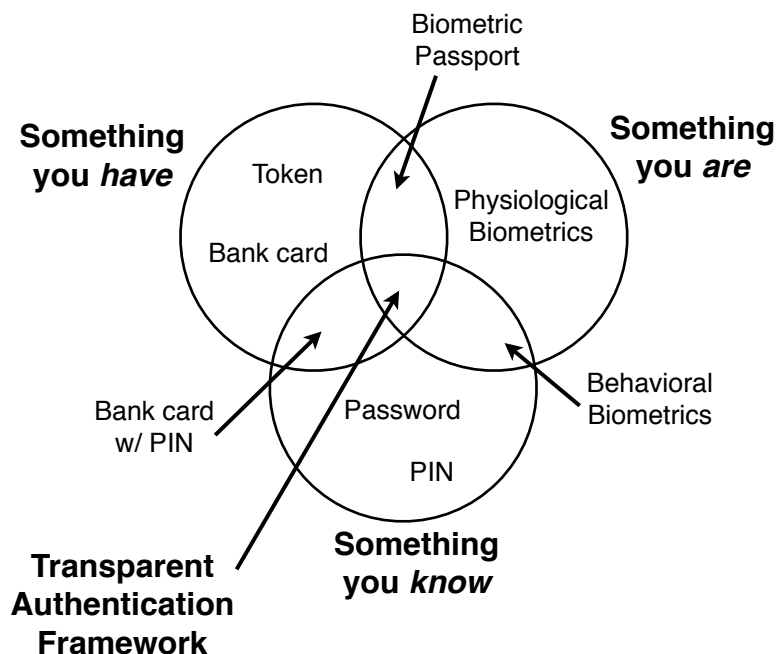 Biometric
Passport
Something
you have
Something
you are
Token
Physiological
Biometrics
Bank card
Bank card
w/ PIN
Password
Behavioral
Biometrics
PIN
Something
you know
Transparent
Authentication
Framework